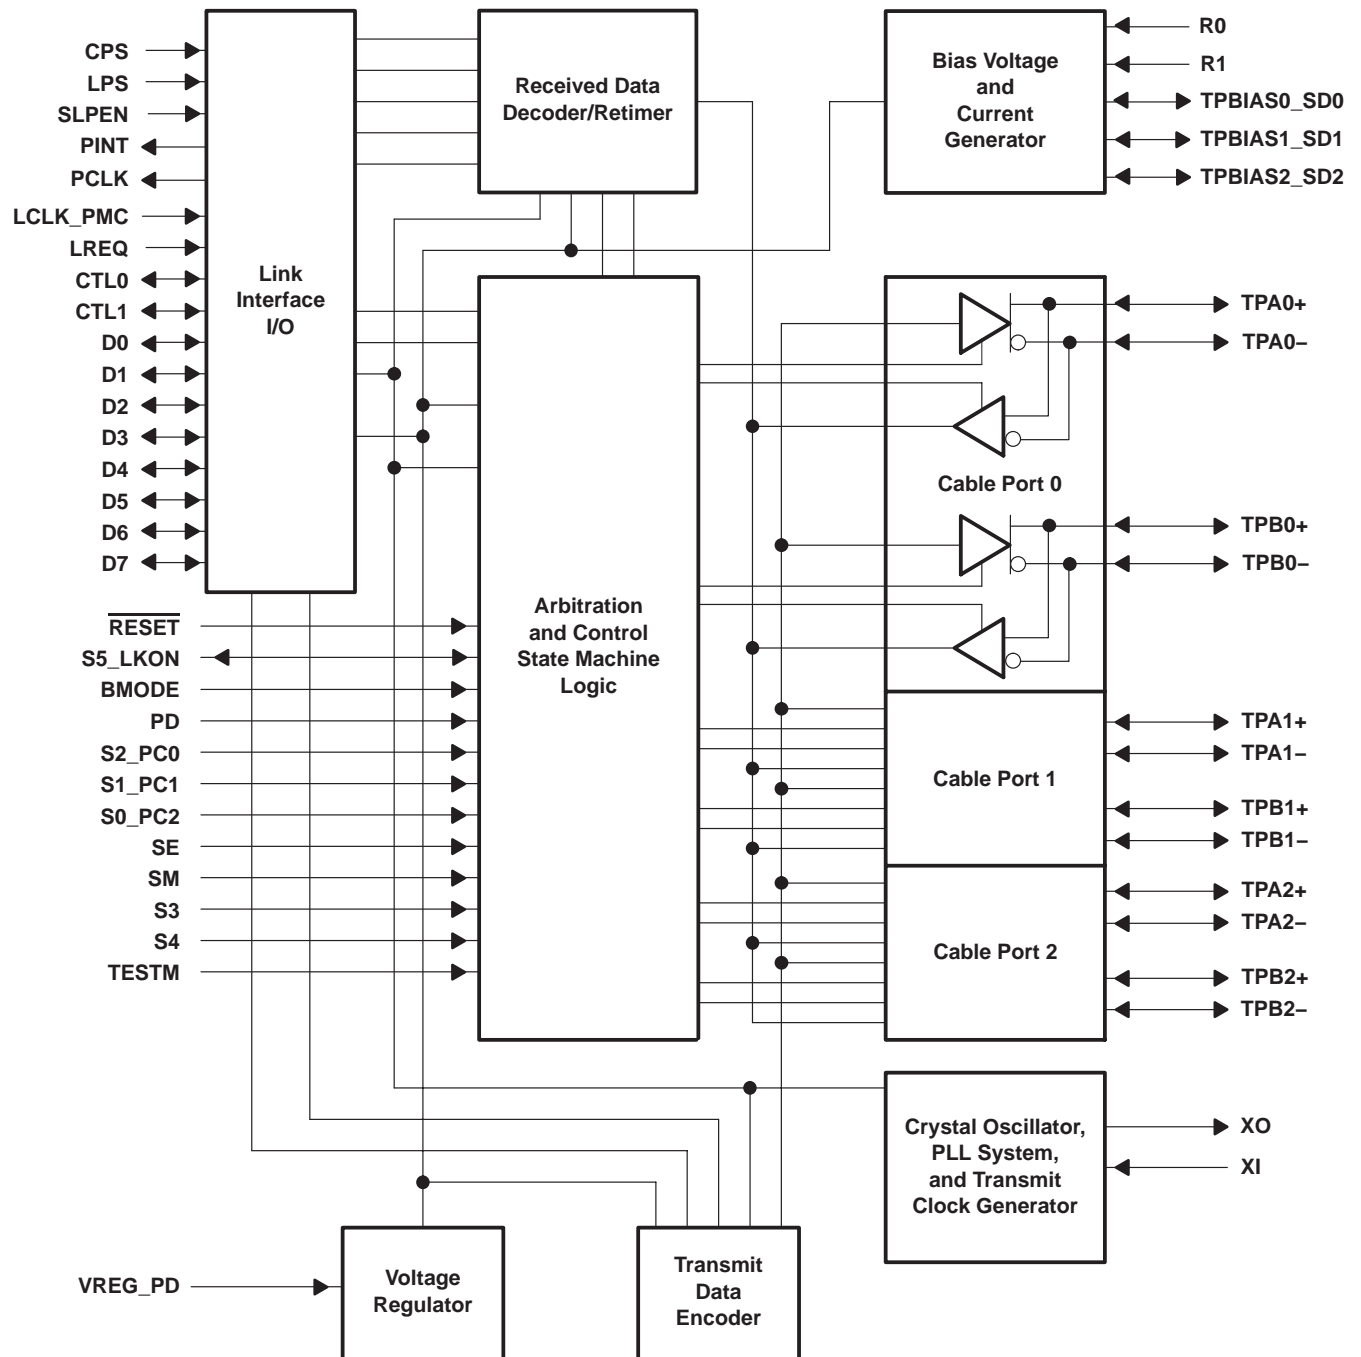 CPS
LPS
SLPEN
PINT
PCLK
LCLK_PMC
LREQ
CTL0
CTL1
D0
D1
D2
D3
D4
D5
D6
D7
RESET
S5_LKON
BMODE
PD
S2_PC0
S1_PC1
S0_PC2
SE
SM
S3
S4
TESTM
VREG_PD
Link
Interface
I/O
Received Data
Decoder/Retimer
Arbitration
and Control
State Machine
Logic
Voltage
Regulator
Transmit
Data
Encoder
Bias Voltage
and
Current
Generator
Cable Port 0
Cable Port 1
Cable Port 2
Crystal Oscillator,
PLL System,
and Transmit
Clock Generator
R0
R1
TPBIAS0_SD0
TPBIAS1_SD1
TPBIAS2_SD2
TPA0+
TPA0–
TPB0+
TPB0–
TPA1+
TPA1–
TPB1+
TPB1–
TPA2+
TPA2–
TPB2+
TPB2–
XO
XI